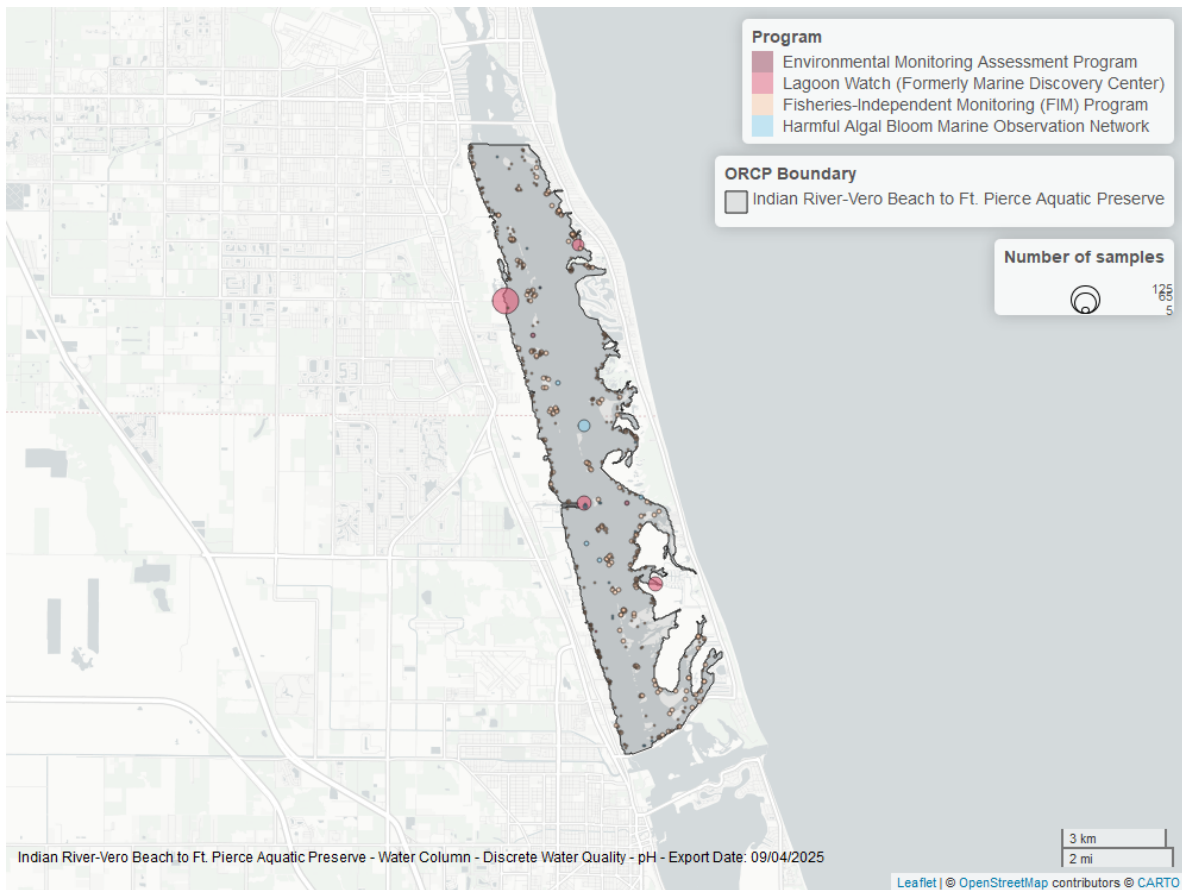 Program
Environmental Monitoring Assessment Program
Lagoon Watch (Formerly Marine Discovery Center)
Fisheries-Independent Monitoring (FIM) Program
Harmful Algal Bloom Marine Observation Network
ORCP Boundary
Indian River-Vero Beach to Ft. Pierce Aquatic Preserve
Number of samples
125
65
5
53
3 km
2 mi
Indian River-Vero Beach to Ft. Pierce Aquatic Preserve - Water Column - Discrete Water Quality - pH - Export Date: 09/04/2025
Leaflet | © OpenStreetMap contributors © CARTO